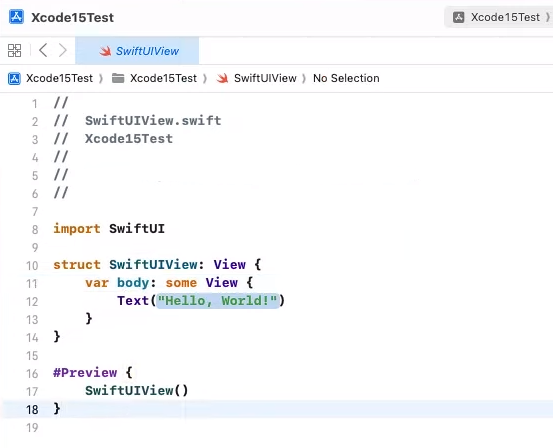 Xcode15Test
Xcode15Test
SwiftUIView
Xcode15Test 〉 Xcode15Test 〉 SwiftUIView 〉 No Selection
1 //
2 //  SwiftUIView.swift
3 //  Xcode15Test
4 //
5 //
6 //
7
8 import SwiftUI
9
10 struct SwiftUIView: View {
11     var body: some View {
12         Text("Hello, World!")
13     }
14 }
15
16 #Preview {
17     SwiftUIView()
18 }
19